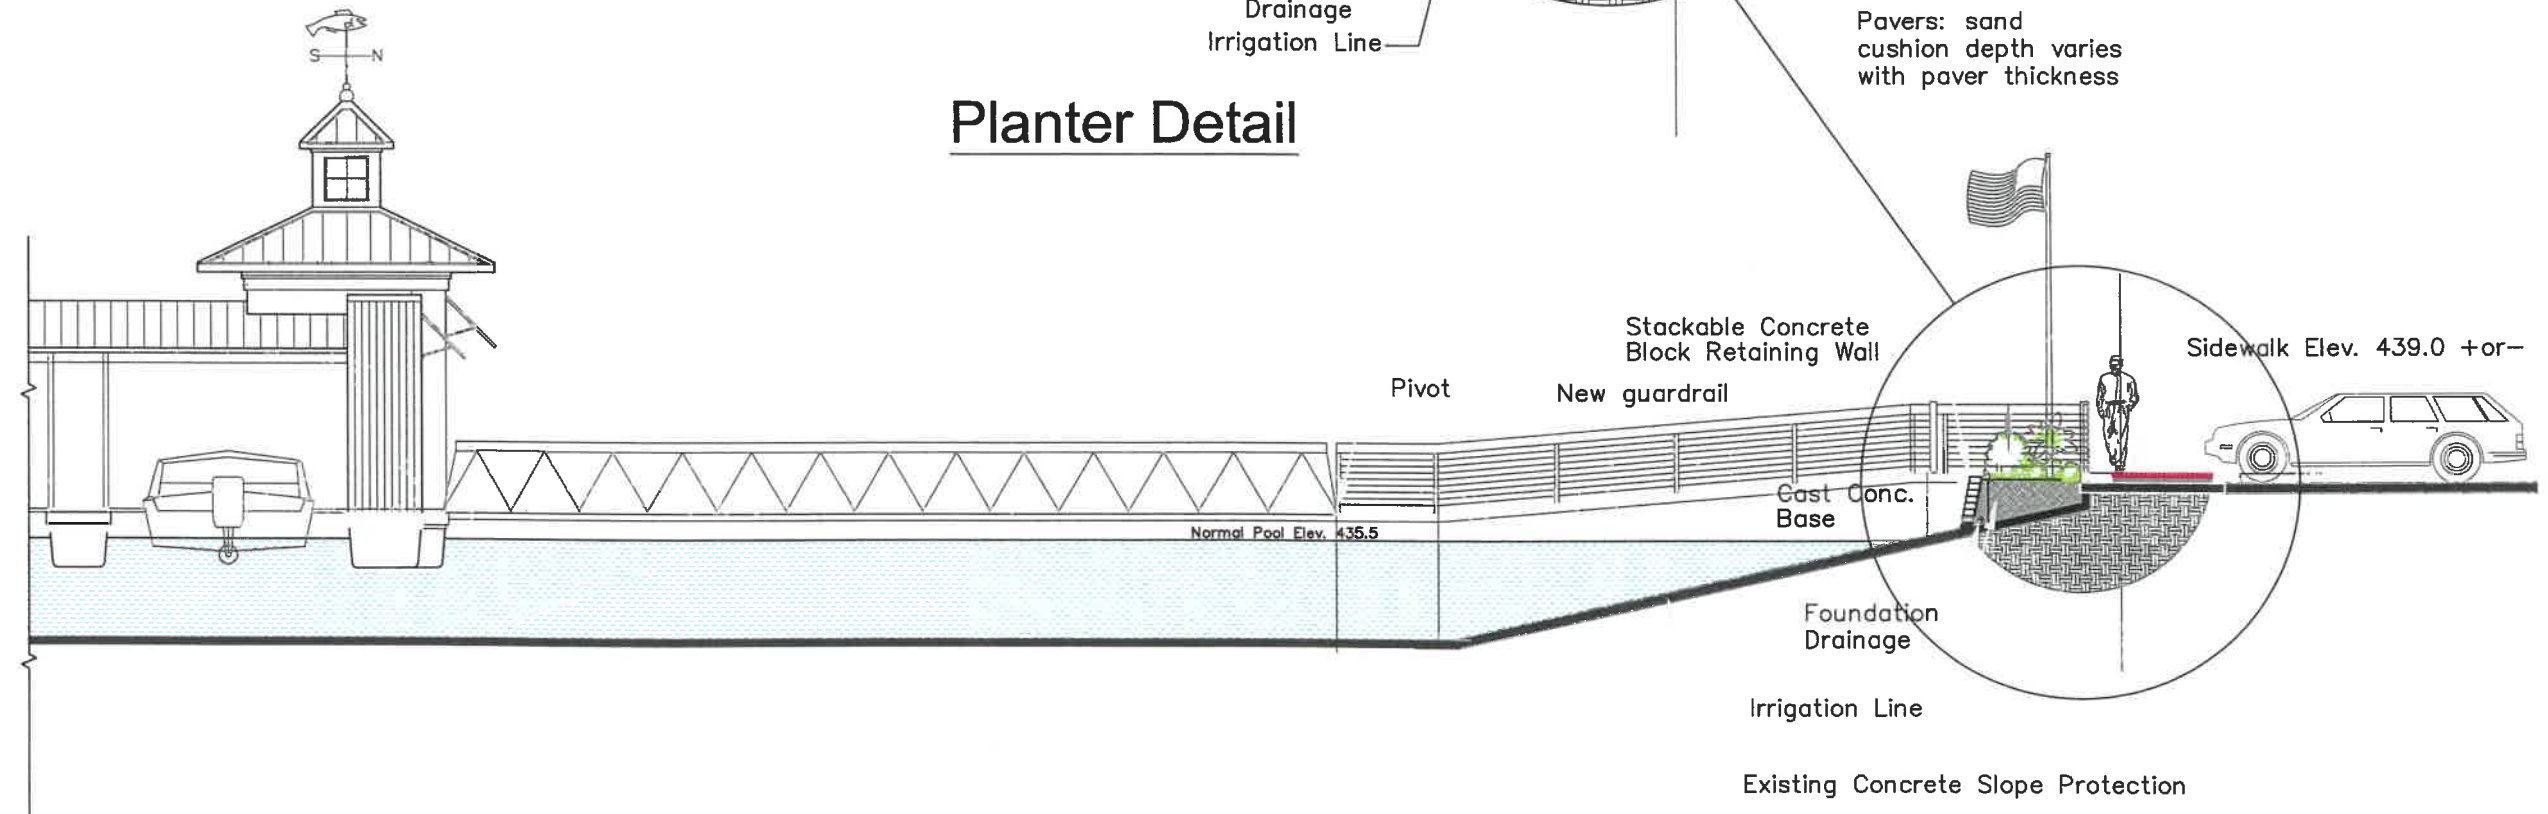 Drainage
Irrigation Line
Pavers: sand
cushion depth varies
with paver thickness
S N
Planter Detail
Stackable Concrete
Block Retaining Wall
Sidewalk Elev. 439.0 +or-
Pivot
New guardrail
Cast Conc.
Base
Normal Pool Elev. 435.5
Foundation
Drainage
Irrigation Line
Existing Concrete Slope Protection